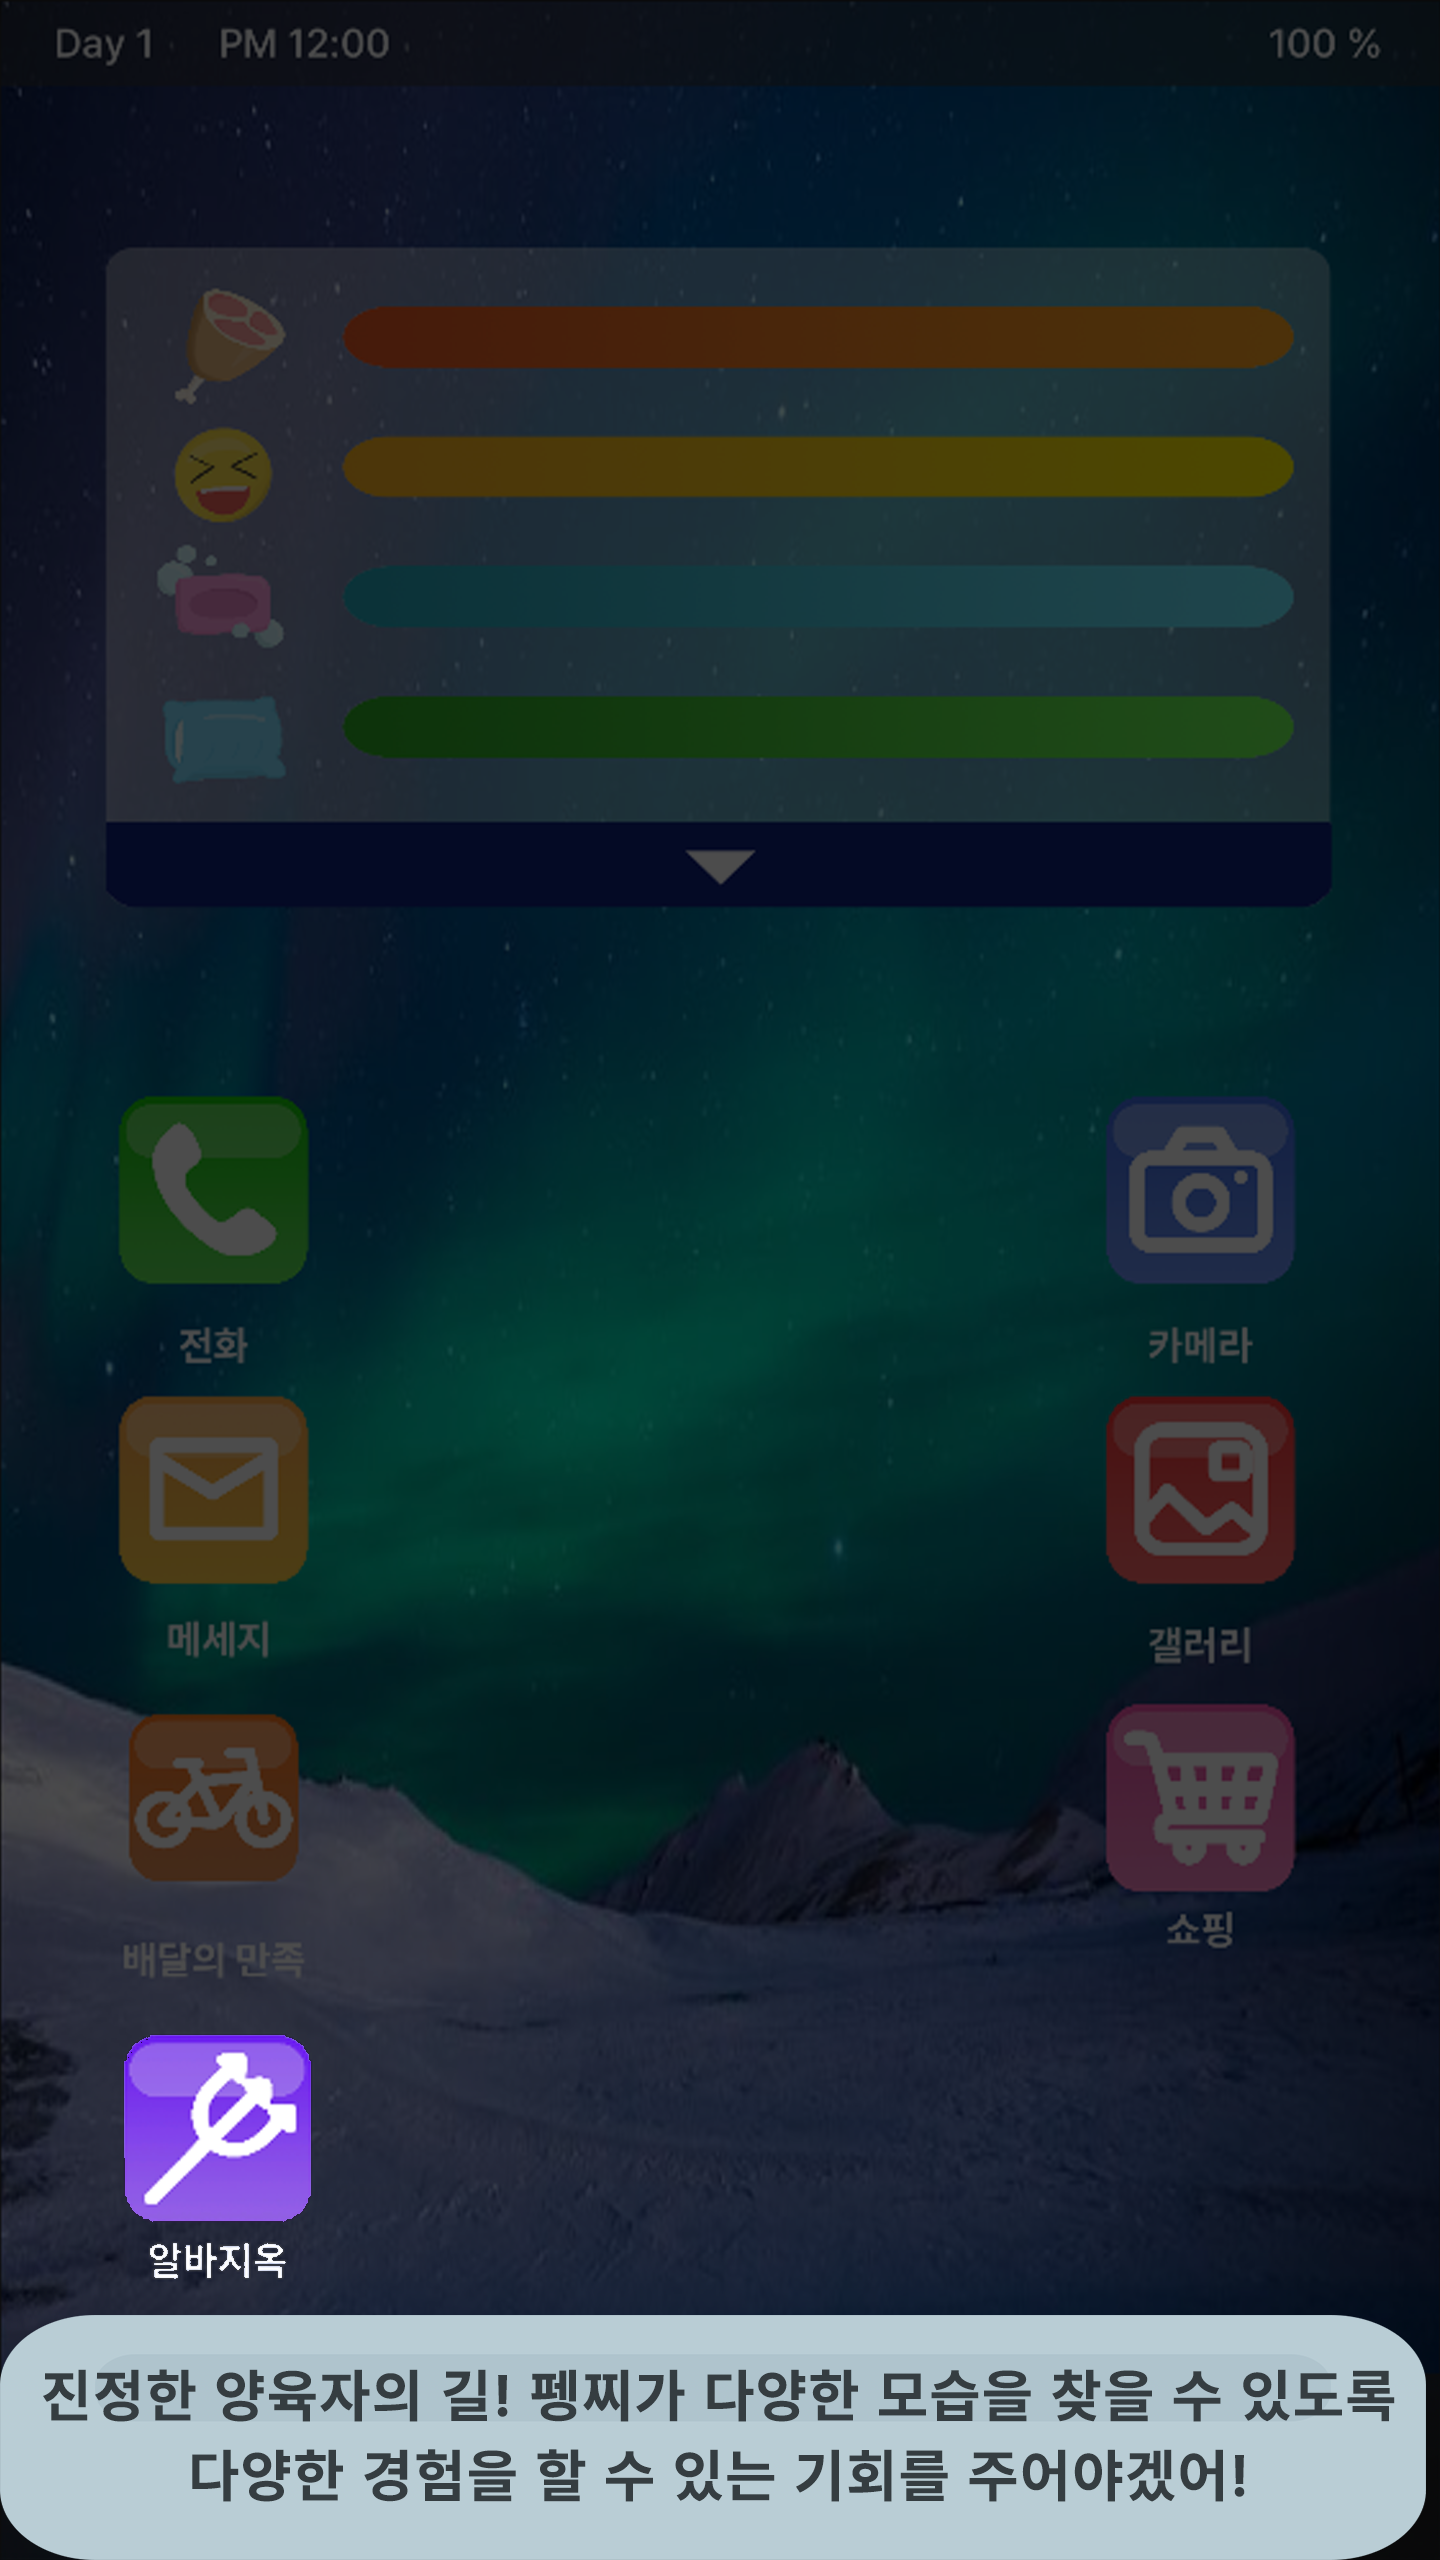 Day 1 PM 12:00 100 %
전화
카메라
메세지
갤러리
배달의 만족
쇼핑
알바지옥
진정한 양육자의 길! 펭찌가 다양한 모습을 찾을 수 있도록
다양한 경험을 할 수 있는 기회를 주어야겠어!